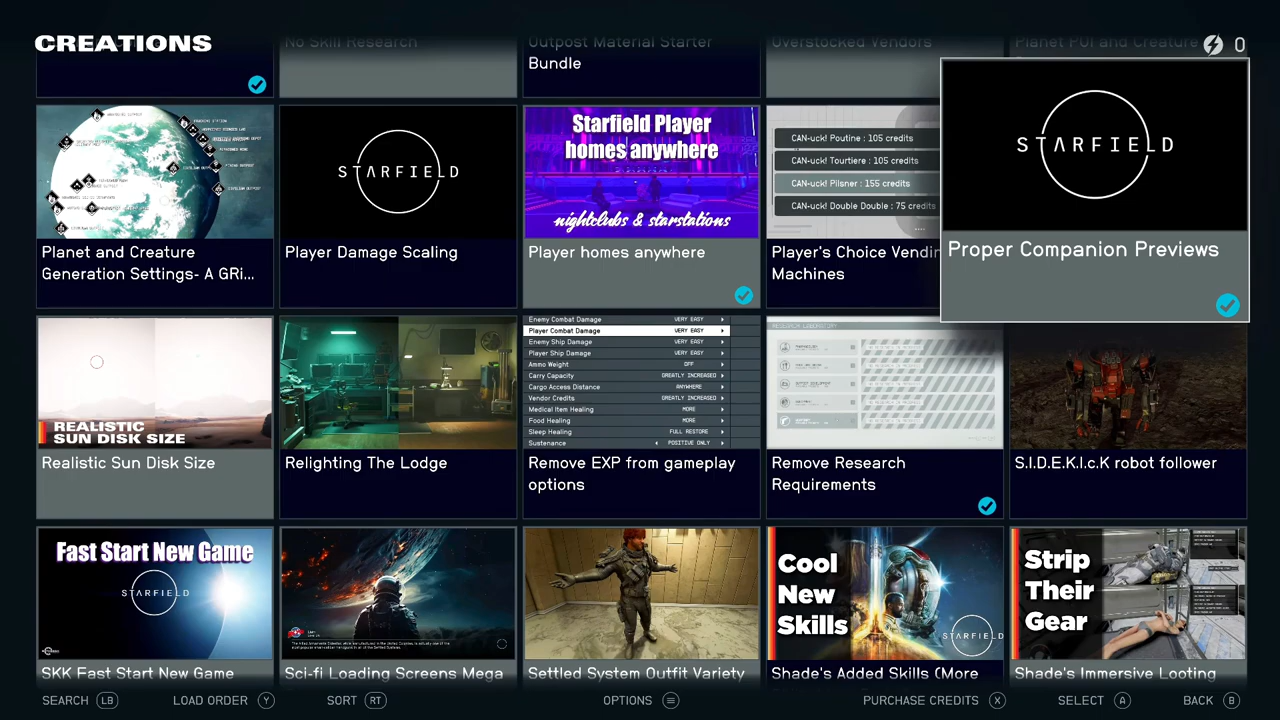 CREATIONS
0
No Skill Research
Outpost Material Starter
Bundle
Overstocked Vendors
Planet POI and Creature
Starfield Player
homes anywhere
nightclubs & starstations
CAN-uck! Poutine : 105 credits
CAN-uck! Tourtiere : 105 credits
CAN-uck! Pilsner : 155 credits
CAN-uck! Double Double : 75 credits
STARFIELD
STARFIELD
Planet and Creature
Generation Settings- A GRi...
Player Damage Scaling
Player homes anywhere
Player's Choice Vendin
Machines
Proper Companion Previews
REALISTIC
SUN DISK SIZE
Enemy Combat Damage VERY EASY
Player Combat Damage VERY EASY
Enemy Ship Damage VERY EASY
Player Ship Damage VERY EASY
Ammo Weight OFF
Carry Capacity GREATLY INCREASED
Cargo Access Distance ANYWHERE
Vendor Credits GREATLY INCREASED
Medical Item Healing MORE
Food Healing MORE
Sleep Healing FULL RESTORE
Sustenance POSITIVE ONLY
RESEARCH LABORATORY
Realistic Sun Disk Size
Relighting The Lodge
Remove EXP from gameplay
options
Remove Research
Requirements
S.I.D.E.K.I.c.K robot follower
Fast Start New Game
STARFIELD
Cool
New
Skills
STARFIELD
Strip
Their
Gear
SKK Fast Start New Game
Sci-fi Loading Screens Mega
Settled System Outfit Variety
Shade's Added Skills (More
Shade's Immersive Looting
SEARCH LB
LOAD ORDER Y
SORT RT
OPTIONS
PURCHASE CREDITS X
SELECT A
BACK B